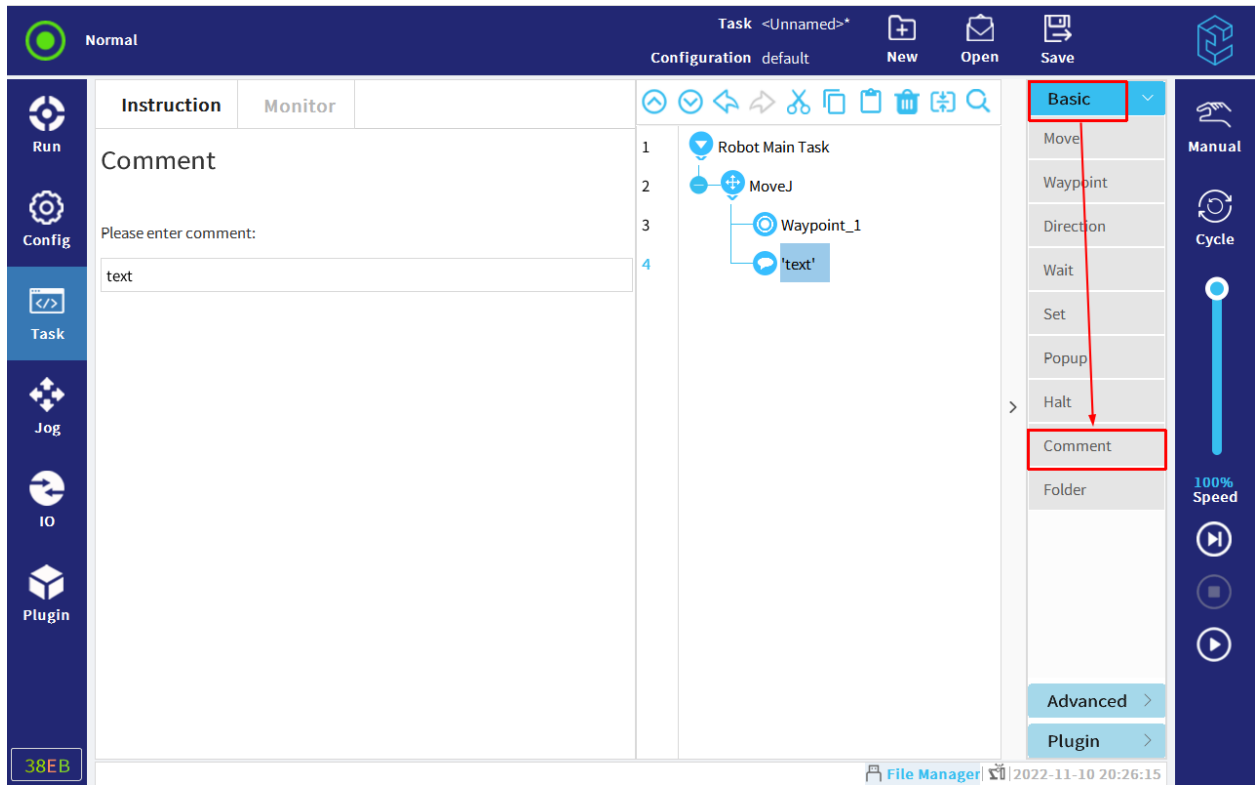 Normal
Task <Unnamed>*
Configuration default
New
Open
Save
Run
Config
Task
Jog
IO
Plugin
38EB
Instruction Monitor
Comment
Please enter comment:
text
1 Robot Main Task
2 MoveJ
3 Waypoint_1
4 'text'
Basic
Move
Waypoint
Direction
Wait
Set
Popup
Halt
Comment
Folder
Advanced
Plugin
Manual
Cycle
100%
Speed
File Manager 2022-11-10 20:26:15